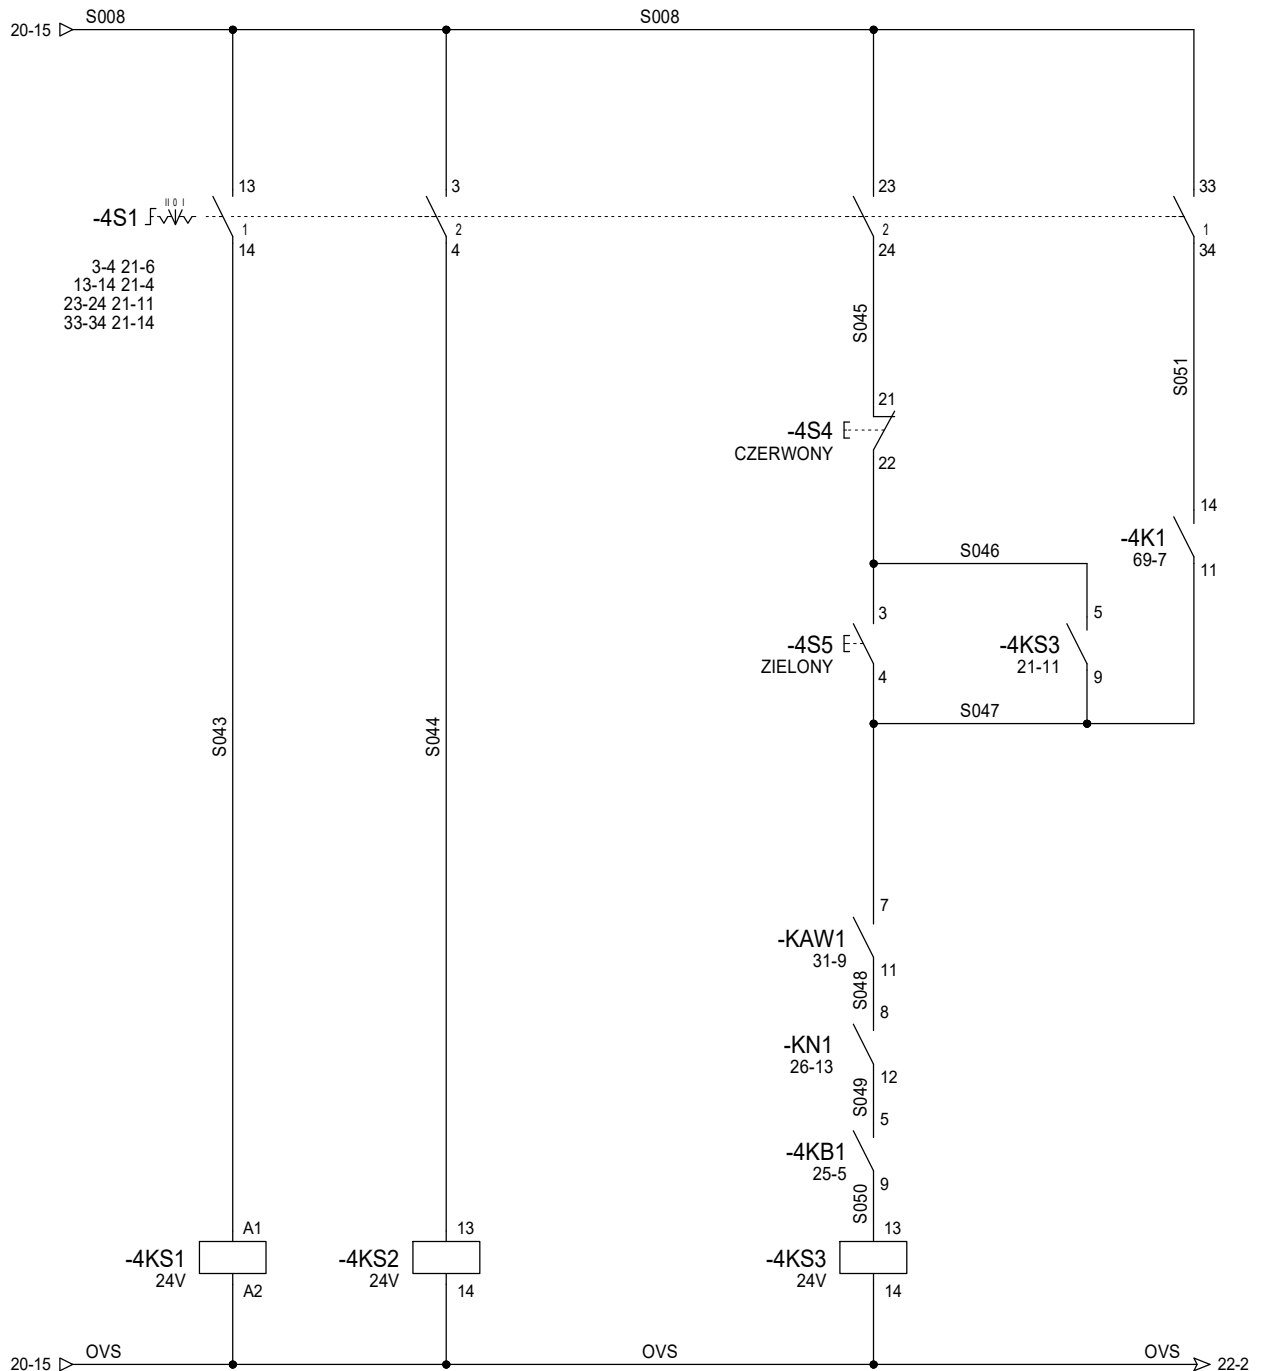 S008 S008
20-15
13 3 23 33
II 0 I
-4S1
1 2 2 1
14 4 24 34
3-4 21-6
13-14 21-4
23-24 21-11
33-34 21-14
S045
S051
21
-4S4
CZERWONY
22
14
-4K1
69-7
11
S046
3 5
-4S5
ZIELONY
4
-4KS3
21-11
9
S047
S043
S044
7
-KAW1
31-9
11
S048
8
-KN1
26-13
12
S049
5
-4KB1
25-5
9
S050
A1 13 13
-4KS1
24V
-4KS2
24V
-4KS3
24V
A2 14 14
OVS OVS OVS
20-15 22-2